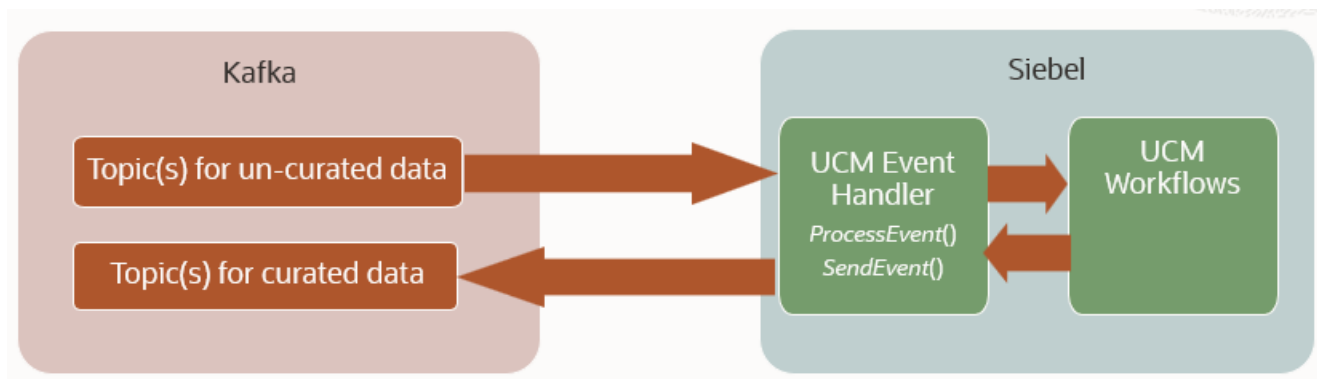 Kafka
Topic(s) for un-curated data
Topic(s) for curated data
Siebel
UCM Event
Handler
ProcessEvent()
SendEvent()
UCM
Workflows